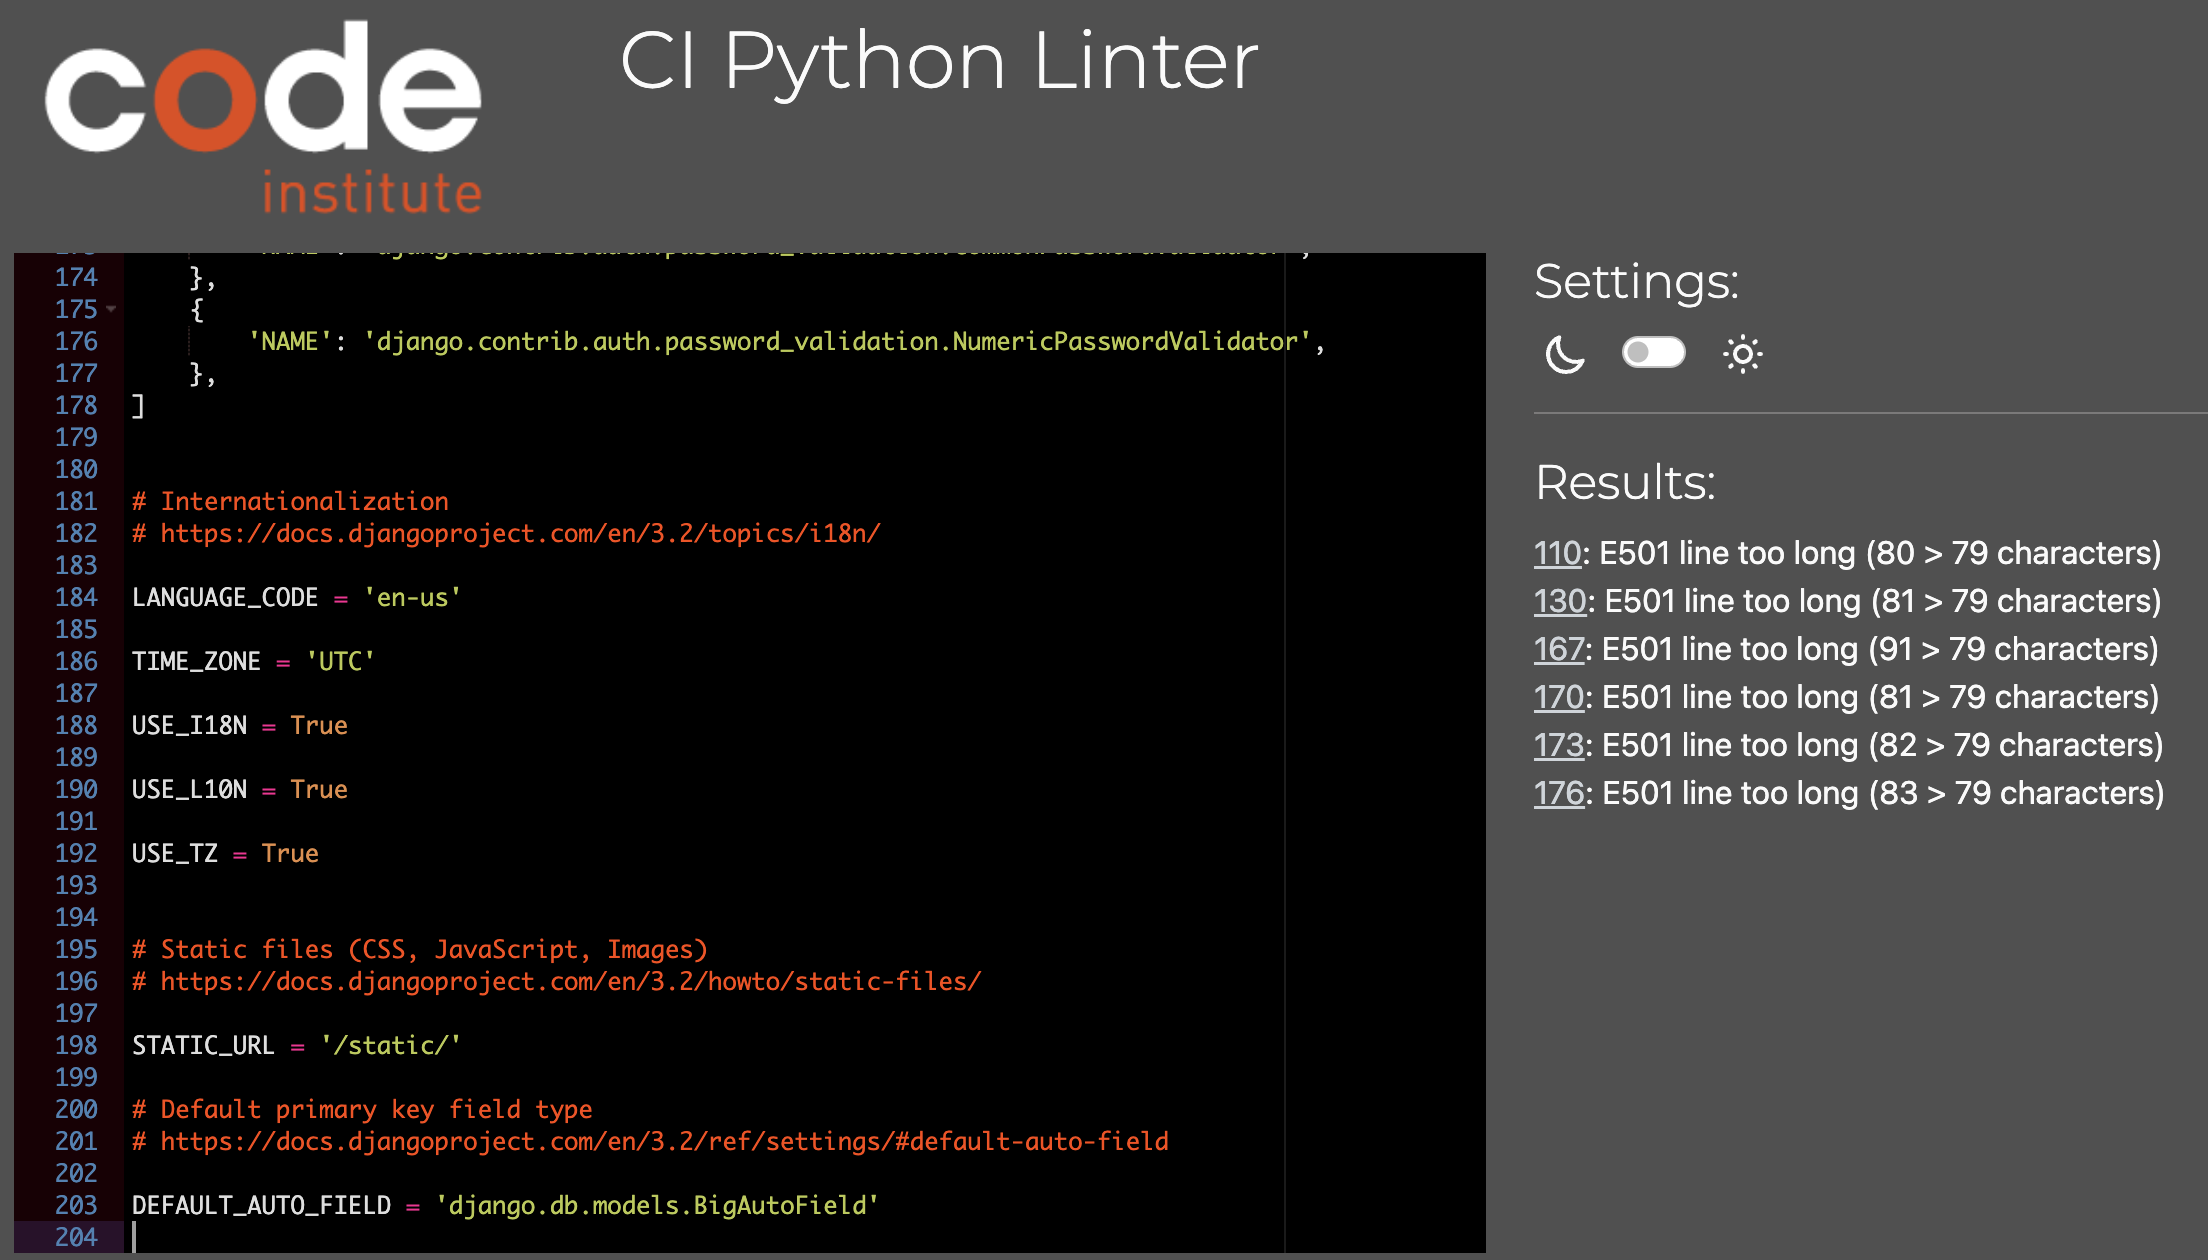 code
institute
CI Python Linter
174 },
175 {
176 'NAME': 'django.contrib.auth.password_validation.NumericPasswordValidator',
177 },
178 ]
179
180
181 # Internationalization
182 # https://docs.djangoproject.com/en/3.2/topics/i18n/
183
184 LANGUAGE_CODE = 'en-us'
185
186 TIME_ZONE = 'UTC'
187
188 USE_I18N = True
189
190 USE_L10N = True
191
192 USE_TZ = True
193
194
195 # Static files (CSS, JavaScript, Images)
196 # https://docs.djangoproject.com/en/3.2/howto/static-files/
197
198 STATIC_URL = '/static/'
199
200 # Default primary key field type
201 # https://docs.djangoproject.com/en/3.2/ref/settings/#default-auto-field
202
203 DEFAULT_AUTO_FIELD = 'django.db.models.BigAutoField'
204
Settings:
Results:
110: E501 line too long (80 > 79 characters)
130: E501 line too long (81 > 79 characters)
167: E501 line too long (91 > 79 characters)
170: E501 line too long (81 > 79 characters)
173: E501 line too long (82 > 79 characters)
176: E501 line too long (83 > 79 characters)